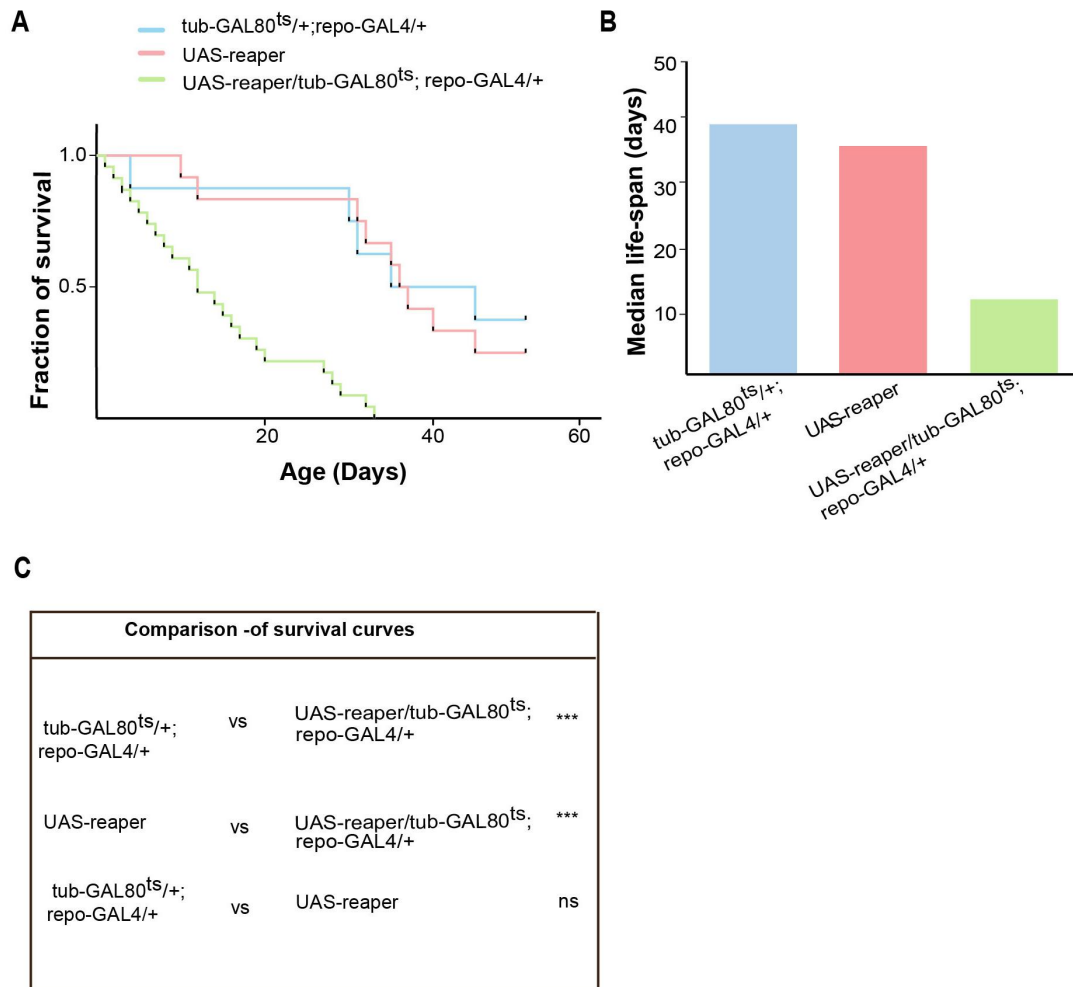 A
tub-GAL80ts/+;repo-GAL4/+
UAS-reaper
UAS-reaper/tub-GAL80ts; repo-GAL4/+
Fraction of survival
1.0
0.5
20
40
60
Age (Days)
B
Median life-span (days)
50
40
30
20
10
tub-GAL80ts/+;
repo-GAL4/+
UAS-reaper
UAS-reaper/tub-GAL80ts;
repo-GAL4/+
C
Comparison -of survival curves
tub-GAL80ts/+;
repo-GAL4/+
vs
UAS-reaper/tub-GAL80ts;
repo-GAL4/+
***
UAS-reaper
vs
UAS-reaper/tub-GAL80ts;
repo-GAL4/+
***
tub-GAL80ts/+;
repo-GAL4/+
vs
UAS-reaper
ns